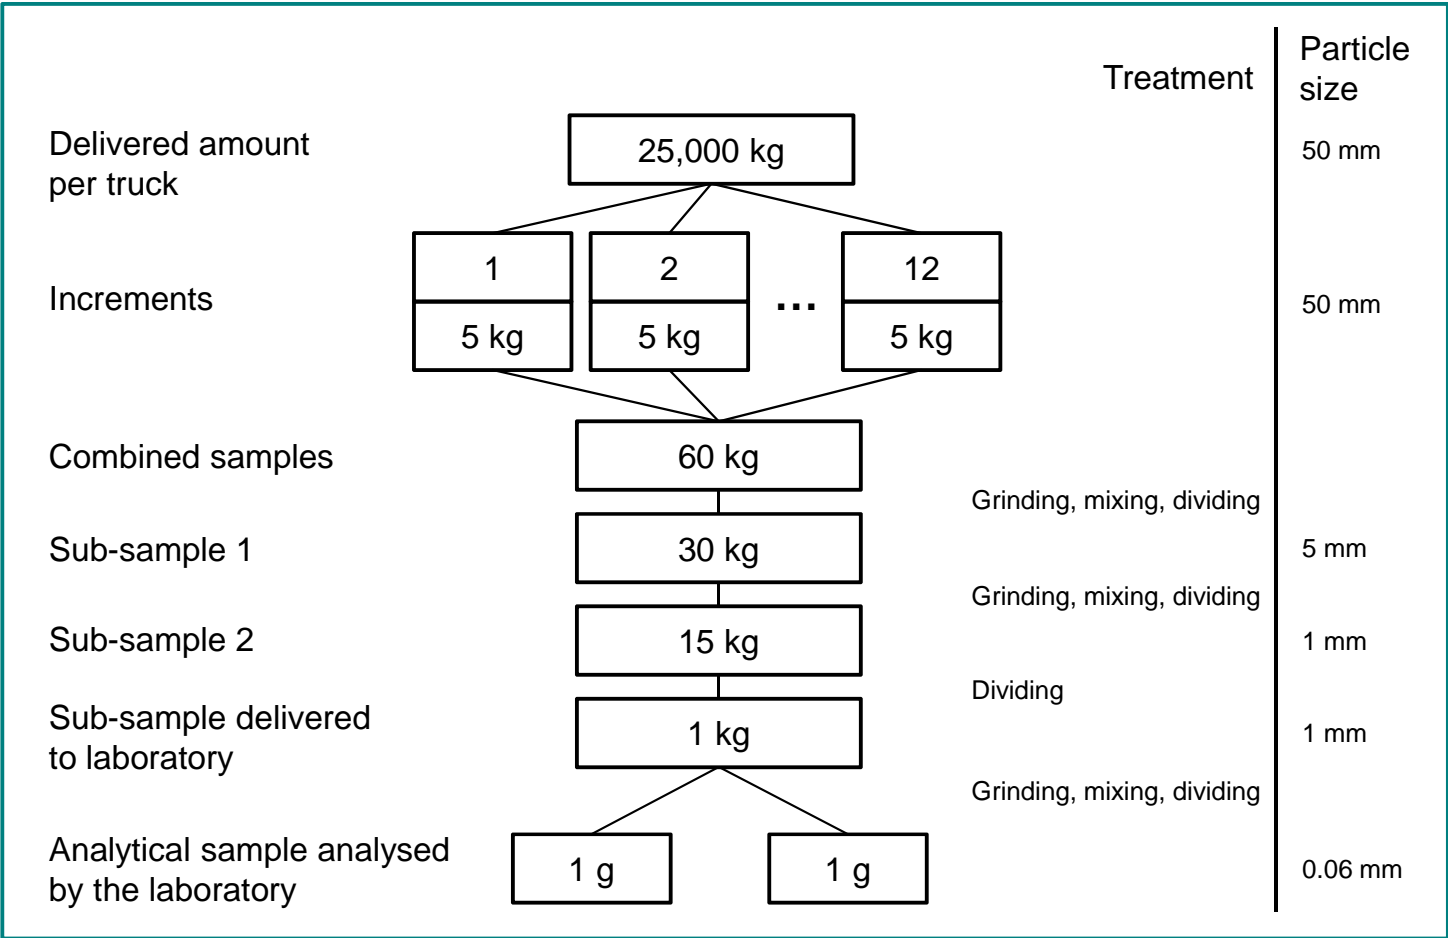 Treatment
Particle
size
Delivered amount
per truck
25,000 kg
50 mm
1
2
12
Increments
...
50 mm
5 kg
5 kg
5 kg
Combined samples
60 kg
Grinding, mixing, dividing
Sub-sample 1
30 kg
5 mm
Grinding, mixing, dividing
Sub-sample 2
15 kg
1 mm
Dividing
Sub-sample delivered
to laboratory
1 kg
1 mm
Grinding, mixing, dividing
Analytical sample analysed
by the laboratory
1 g
1 g
0.06 mm